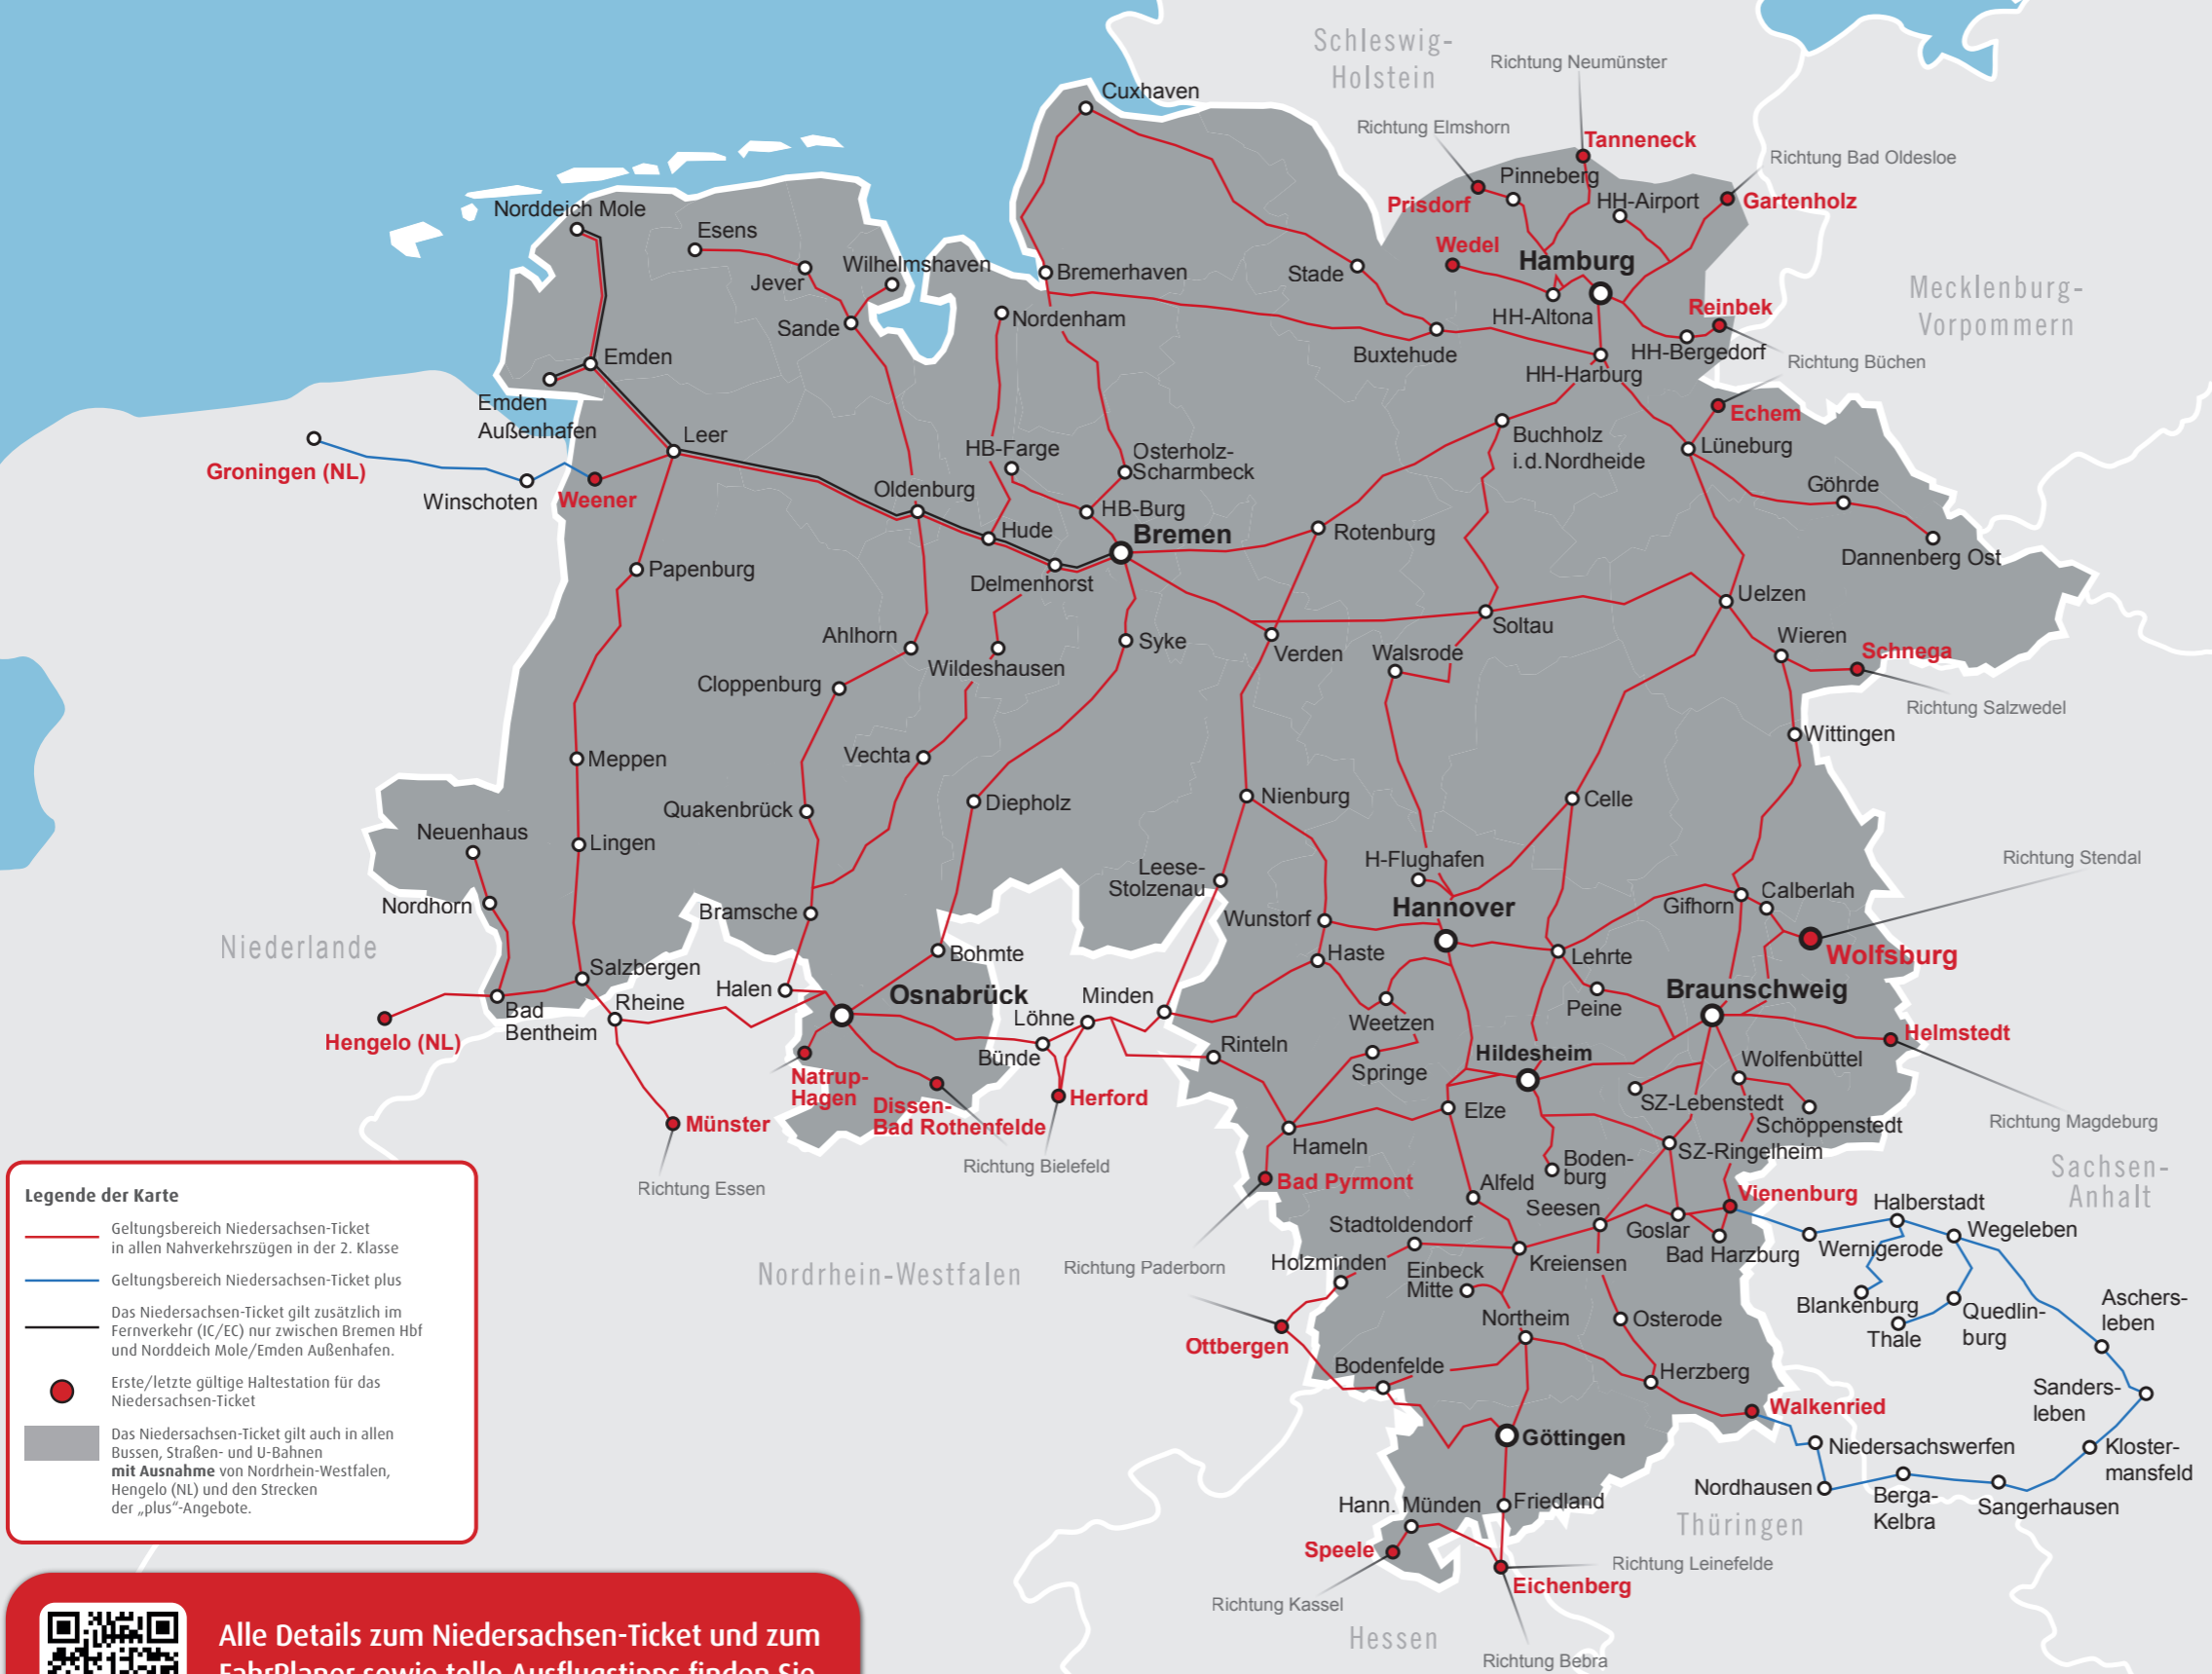 Schleswig-
Holstein
Richtung Neumünster
Cuxhaven
Richtung Elmshorn
Tanneneck
Richtung Bad Oldesloe
Pinneberg
Prisdorf
HH-Airport
Gartenholz
Norddeich Mole
Esens
Wedel
Hamburg
Jever
Wilhelmshaven
Bremerhaven
Stade
Mecklenburg-
Vorpommern
Sande
Nordenham
HH-Altona
Reinbek
Emden
Buxtehude
HH-Bergedorf
Richtung Büchen
HH-Harburg
Emden
Außenhafen
Echem
Leer
HB-Farge
Osterholz-
Scharmbeck
Buchholz
i.d.Nordheide
Lüneburg
Groningen (NL)
Winschoten
Weener
Oldenburg
Göhrde
HB-Burg
Hude
Bremen
Rotenburg
Dannenberg Ost
Papenburg
Delmenhorst
Uelzen
Ahlhorn
Syke
Verden
Soltau
Wieren
Wildeshausen
Walsrode
Schnega
Cloppenburg
Richtung Salzwedel
Wittingen
Meppen
Vechta
Quakenbrück
Diepholz
Nienburg
Celle
Neuenhaus
Lingen
Leese-
Stolzenau
H-Flughafen
Richtung Stendal
Nordhorn
Bramsche
Calberlah
Gifhorn
Wunstorf
Hannover
Niederlande
Bohmte
Haste
Lehrte
Wolfsburg
Salzbergen
Halen
Osnabrück
Minden
Braunschweig
Bad
Bentheim
Rheine
Löhne
Weetzen
Peine
Hengelo (NL)
Bünde
Rinteln
Springe
Hildesheim
Wolfenbüttel
Helmstedt
Natrup-
Hagen
Dissen-
Bad Rothenfelde
Herford
Elze
SZ-Lebenstedt
Schöppenstedt
Richtung Magdeburg
Münster
Hameln
SZ-Ringelheim
Richtung Bielefeld
Boden-
burg
Sachsen-
Anhalt
Richtung Essen
Bad Pyrmont
Alfeld
Vienenburg
Seesen
Halberstadt
Stadtoldendorf
Goslar
Wegeleben
Bad Harzburg
Wernigerode
Nordrhein-Westfalen
Richtung Paderborn
Holzminden
Einbeck
Mitte
Kreiensen
Blankenburg
Thale
Quedlin-
burg
Aschers-
leben
Northeim
Osterode
Ottbergen
Bodenfelde
Herzberg
Sanders-
leben
Walkenried
Göttingen
Niedersachswerfen
Kloster-
mansfeld
Nordhausen
Berga-
Kelbra
Sangerhausen
Hann. Münden
Friedland
Thüringen
Speele
Richtung Leinefelde
Eichenberg
Richtung Kassel
Hessen
Richtung Bebra
Legende der Karte
Geltungsbereich Niedersachsen-Ticket
in allen Nahverkehrszügen in der 2. Klasse
Geltungsbereich Niedersachsen-Ticket plus
Das Niedersachsen-Ticket gilt zusätzlich im
Fernverkehr (IC/EC) nur zwischen Bremen Hbf
und Norddeich Mole/Emden Außenhafen.
Erste/letzte gültige Haltestation für das
Niedersachsen-Ticket
Das Niedersachsen-Ticket gilt auch in allen
Bussen, Straßen- und U-Bahnen
mit Ausnahme von Nordrhein-Westfalen,
Hengelo (NL) und den Strecken
der „plus“-Angebote.
Alle Details zum Niedersachsen-Ticket und zum
FahrPlaner sowie tolle Ausflugstipps finden Sie